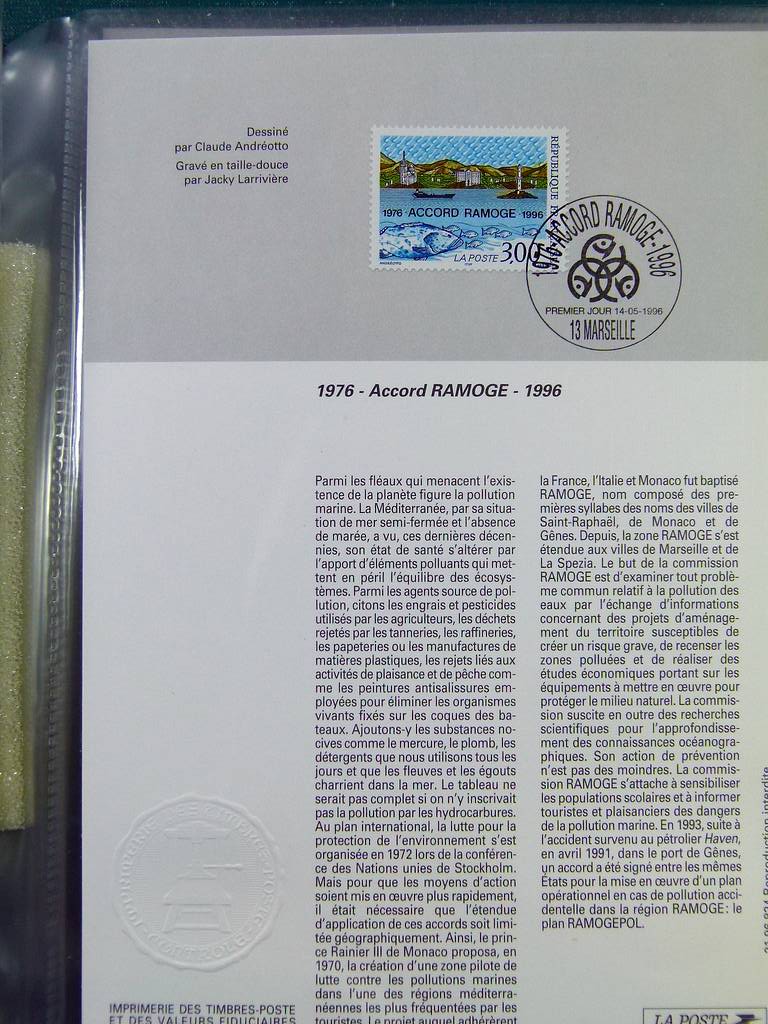 Dessiné
par Claude Andréotto
Gravé en taille-douce
par Jacky Larrivière
1976 - ACCORD RAMOGE - 1996
LA POSTE 3,00
RÉPUBLIQUE
1976-ACCORD RAMOGE-1996
PREMIER JOUR 14-05-1996
13 MARSEILLE
1976 - Accord RAMOGE - 1996
Parmi les fléaux qui menacent l'exis-
tence de la planète figure la pollution
marine. La Méditerranée, par sa situa-
tion de mer semi-fermée et l'absence
de marée, a vu, ces dernières décen-
nies, son état de santé s'altérer par
l'apport d'éléments polluants qui met-
tent en péril l'équilibre des écosys-
tèmes. Parmi les agents source de pol-
lution, citons les engrais et pesticides
utilisés par les agriculteurs, les déchets
rejetés par les tanneries, les raffineries,
les papeteries ou les manufactures de
matières plastiques, les rejets liés aux
activités de plaisance et de pêche com-
me les peintures antisalissures em-
ployées pour éliminer les organismes
vivants fixés sur les coques des ba-
teaux. Ajoutons-y les substances no-
cives comme le mercure, le plomb, les
détergents que nous utilisons tous les
jours et que les fleuves et les égouts
charrient dans la mer. Le tableau ne
serait pas complet si on n'y inscrivait
pas la pollution par les hydrocarbures.
Au plan international, la lutte pour la
protection de l'environnement s'est
organisée en 1972 lors de la conféren-
ce des Nations unies de Stockholm.
Mais pour que les moyens d'action
soient mis en œuvre plus rapidement,
il était nécessaire que l'étendue
d'application de ces accords soit limi-
tée géographiquement. Ainsi, le prin-
ce Rainier III de Monaco proposa, en
1970, la création d'une zone pilote de
lutte contre les pollutions marines
dans l'une des régions méditerra-
néennes les plus fréquentées par les
touristes. Le projet auquel adhérèrent
la France, l'Italie et Monaco fut baptisé
RAMOGE, nom composé des pre-
mières syllabes des noms des villes de
Saint-Raphaël, de Monaco et de
Gênes. Depuis, la zone RAMOGE s'est
étendue aux villes de Marseille et de
La Spezia. Le but de la commission
RAMOGE est d'examiner tout problè-
me commun relatif à la pollution des
eaux par l'échange d'informations
concernant des projets d'aménage-
ment du territoire susceptibles de
créer un risque grave, de recenser les
zones polluées et de réaliser des
études économiques portant sur les
équipements à mettre en œuvre pour
protéger le milieu naturel. La commis-
sion suscite en outre des recherches
scientifiques pour l'approfondisse-
ment des connaissances océanogra-
phiques. Son action de prévention
n'est pas des moindres. La commis-
sion RAMOGE s'attache à sensibiliser
les populations scolaires et à informer
touristes et plaisanciers des dangers
de la pollution marine. En 1993, suite à
l'accident survenu au pétrolier Haven,
en avril 1991, dans le port de Gênes,
un accord a été signé entre les mêmes
États pour la mise en œuvre d'un plan
opérationnel en cas de pollution acci-
dentelle dans la région RAMOGE : le
plan RAMOGEPOL.
Reproduction interdite
IMPRIMERIE DES TIMBRES-POSTE
ET DES VALEURS FIDUCIAIRES
LA POSTE